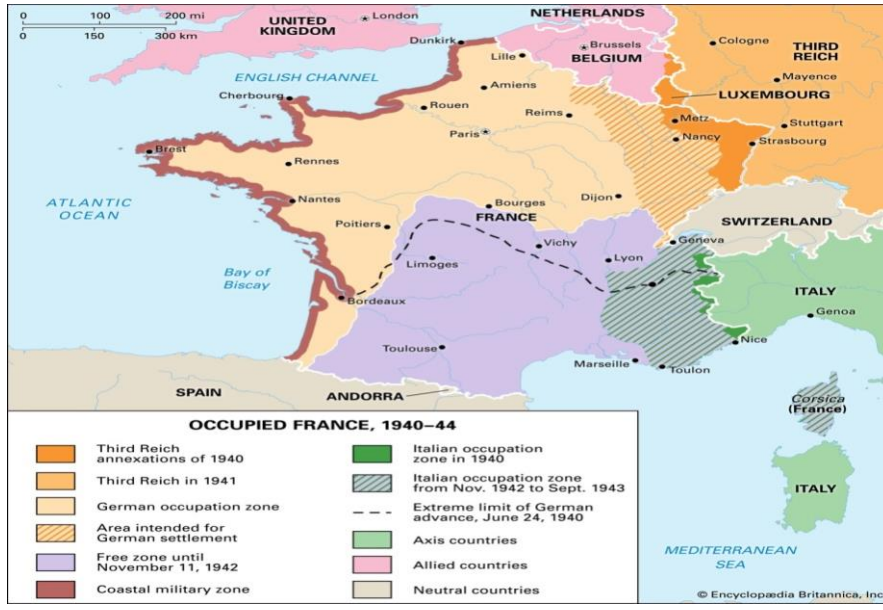 0 100 200 mi
0 150 300 km
UNITED
KINGDOM
London
NETHERLANDS
Dunkirk
Lille
Brussels
BELGIUM
Cologne
THIRD
REICH
Mayence
LUXEMBOURG
ENGLISH CHANNEL
Cherbourg
Amiens
Rouen
Reims
Metz
Nancy
Stuttgart
Strasbourg
Paris
Brest
Rennes
ATLANTIC
OCEAN
Nantes
Bourges
Dijon
FRANCE
SWITZERLAND
Poitiers
Geneva
Vichy
Lyon
Limoges
Bay of
Biscay
Bordeaux
ITALY
Genoa
Toulouse
Nice
Marseille
Toulon
SPAIN
ANDORRA
Corsica
(France)
ITALY
MEDITERRANEAN
SEA
OCCUPIED FRANCE, 1940–44
Third Reich
annexations of 1940
Third Reich in 1941
German occupation zone
Area intended for
German settlement
Free zone until
November 11, 1942
Coastal military zone
Italian occupation
zone in 1940
Italian occupation zone
from Nov. 1942 to Sept. 1943
Extreme limit of German
advance, June 24, 1940
Axis countries
Allied countries
Neutral countries
© Encyclopædia Britannica, Inc